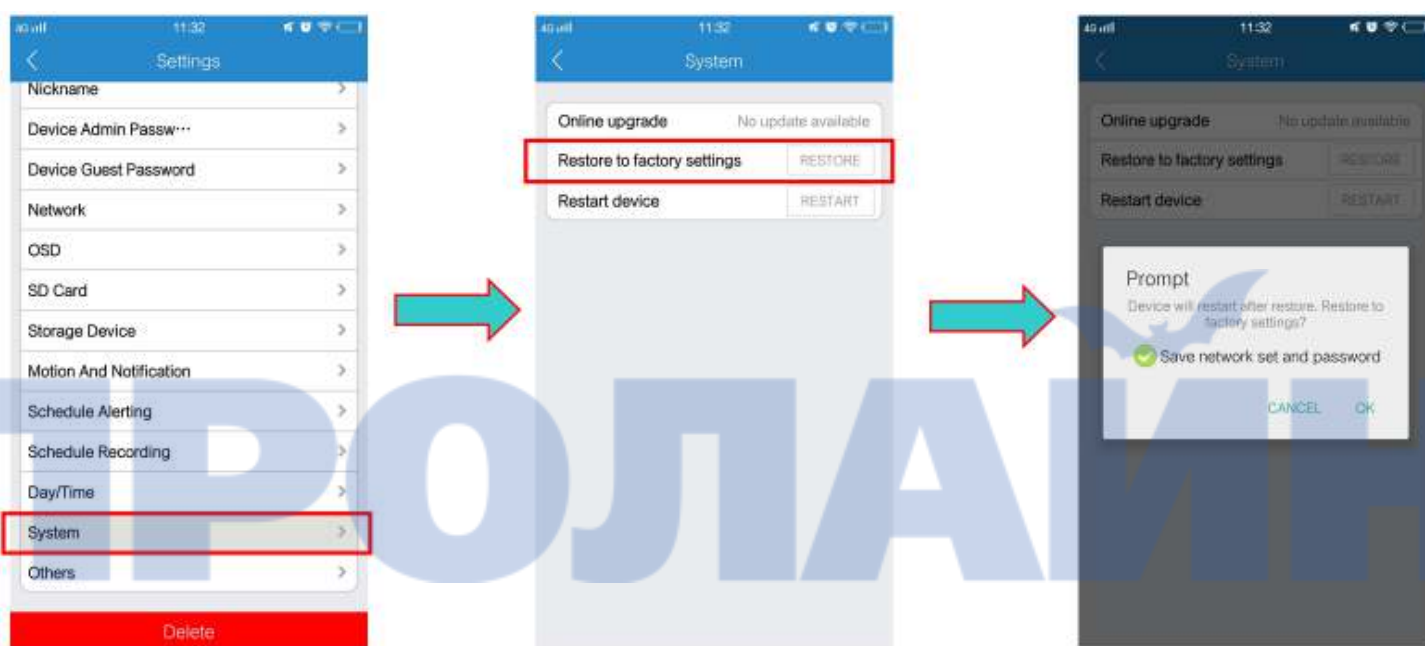 4G
11:32
Settings
Nickname
Device Admin Passw···
Device Guest Password
Network
OSD
SD Card
Storage Device
Motion And Notification
Schedule Alerting
Schedule Recording
Day/Time
System
Others
Delete
4G
11:32
System
Online upgrade No update available
Restore to factory settings RESTORE
Restart device RESTART
4G
11:32
System
Online upgrade No update available
Restore to factory settings RESTORE
Restart device RESTART
Prompt
Device will restart after restore. Restore to
factory settings?
Save network set and password
CANCEL OK
ПРОЛАЙН